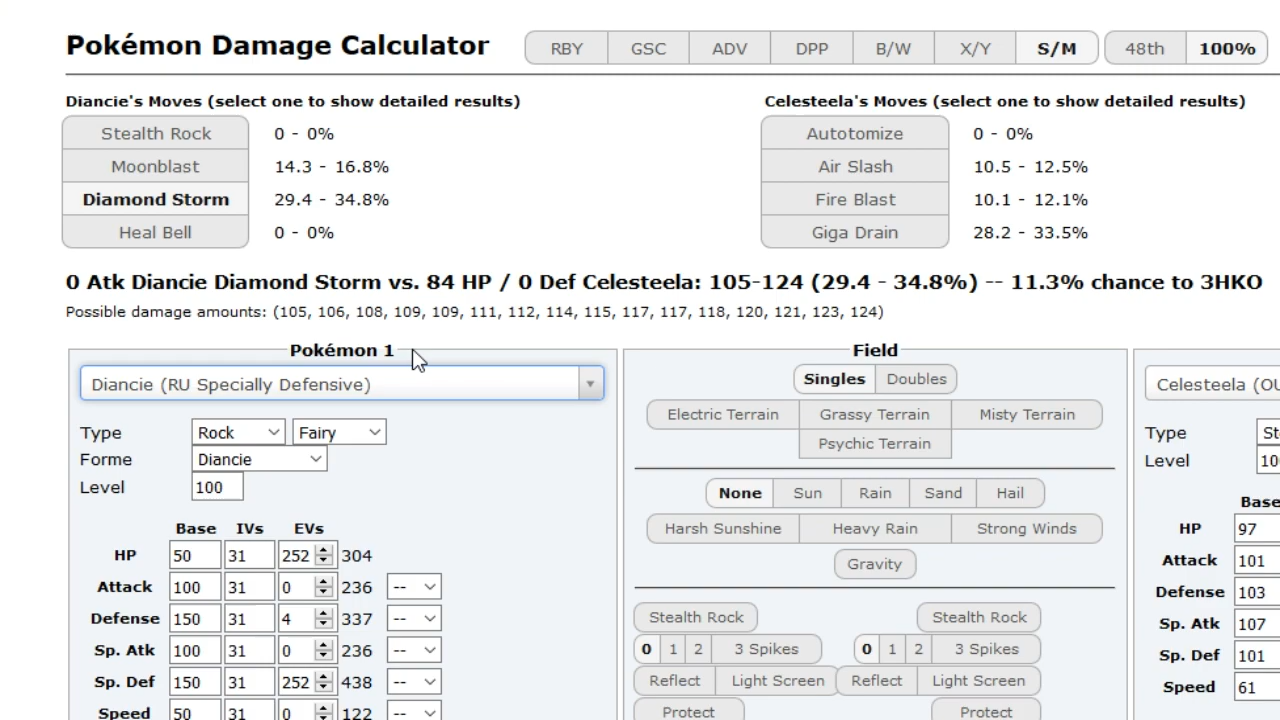 Pokémon Damage Calculator
RBY GSC ADV DPP B/W X/Y S/M 48th 100%
Diancie's Moves (select one to show detailed results)
Celesteela's Moves (select one to show detailed results)
Stealth Rock 0 - 0%
Autotomize 0 - 0%
Moonblast 14.3 - 16.8%
Air Slash 10.5 - 12.5%
Diamond Storm 29.4 - 34.8%
Fire Blast 10.1 - 12.1%
Heal Bell 0 - 0%
Giga Drain 28.2 - 33.5%
0 Atk Diancie Diamond Storm vs. 84 HP / 0 Def Celesteela: 105-124 (29.4 - 34.8%) -- 11.3% chance to 3HKO
Possible damage amounts: (105, 106, 108, 109, 109, 111, 112, 114, 115, 117, 117, 118, 120, 121, 123, 124)
Pokémon 1
Diancie (RU Specially Defensive)
Type Rock Fairy
Forme Diancie
Level 100
Base IVs EVs
HP 50 31 252 304
Attack 100 31 0 236 --
Defense 150 31 4 337 --
Sp. Atk 100 31 0 236 --
Sp. Def 150 31 252 438 --
Speed 50 31 0 122 --
Field
Singles Doubles
Electric Terrain Grassy Terrain Misty Terrain
Psychic Terrain
None Sun Rain Sand Hail
Harsh Sunshine Heavy Rain Strong Winds
Gravity
Stealth Rock Stealth Rock
0 1 2 3 Spikes 0 1 2 3 Spikes
Reflect Light Screen Reflect Light Screen
Protect Protect
Celesteela (OU
Type St
Level 10
Base
HP 97
Attack 101
Defense 103
Sp. Atk 107
Sp. Def 101
Speed 61